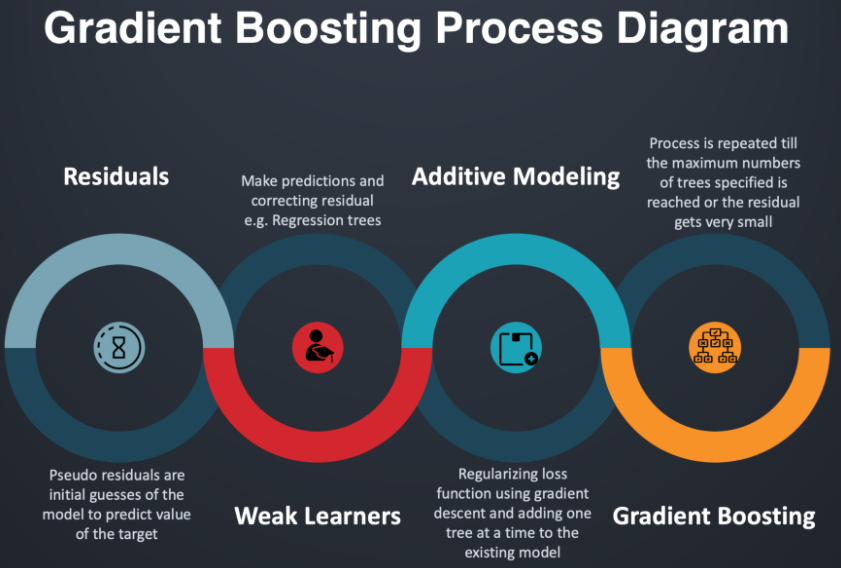 Gradient Boosting Process Diagram
Residuals
Pseudo residuals are
initial guesses of the
model to predict value
of the target
Make predictions and
correcting residual
e.g. Regression trees
Weak Learners
Additive Modeling
Regularizing loss
function using gradient
descent and adding one
tree at a time to the
existing model
Process is repeated till
the maximum numbers
of trees specified is
reached or the residual
gets very small
Gradient Boosting